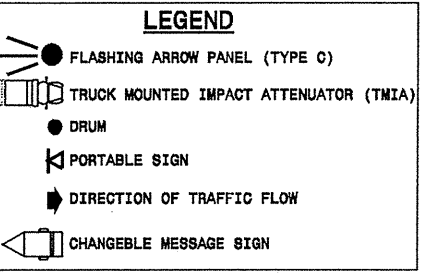 LEGEND
FLASHING ARROW PANEL (TYPE C)
TRUCK MOUNTED IMPACT ATTENUATOR (TMIA)
DRUM
PORTABLE SIGN
DIRECTION OF TRAFFIC FLOW
CHANGEBLE MESSAGE SIGN